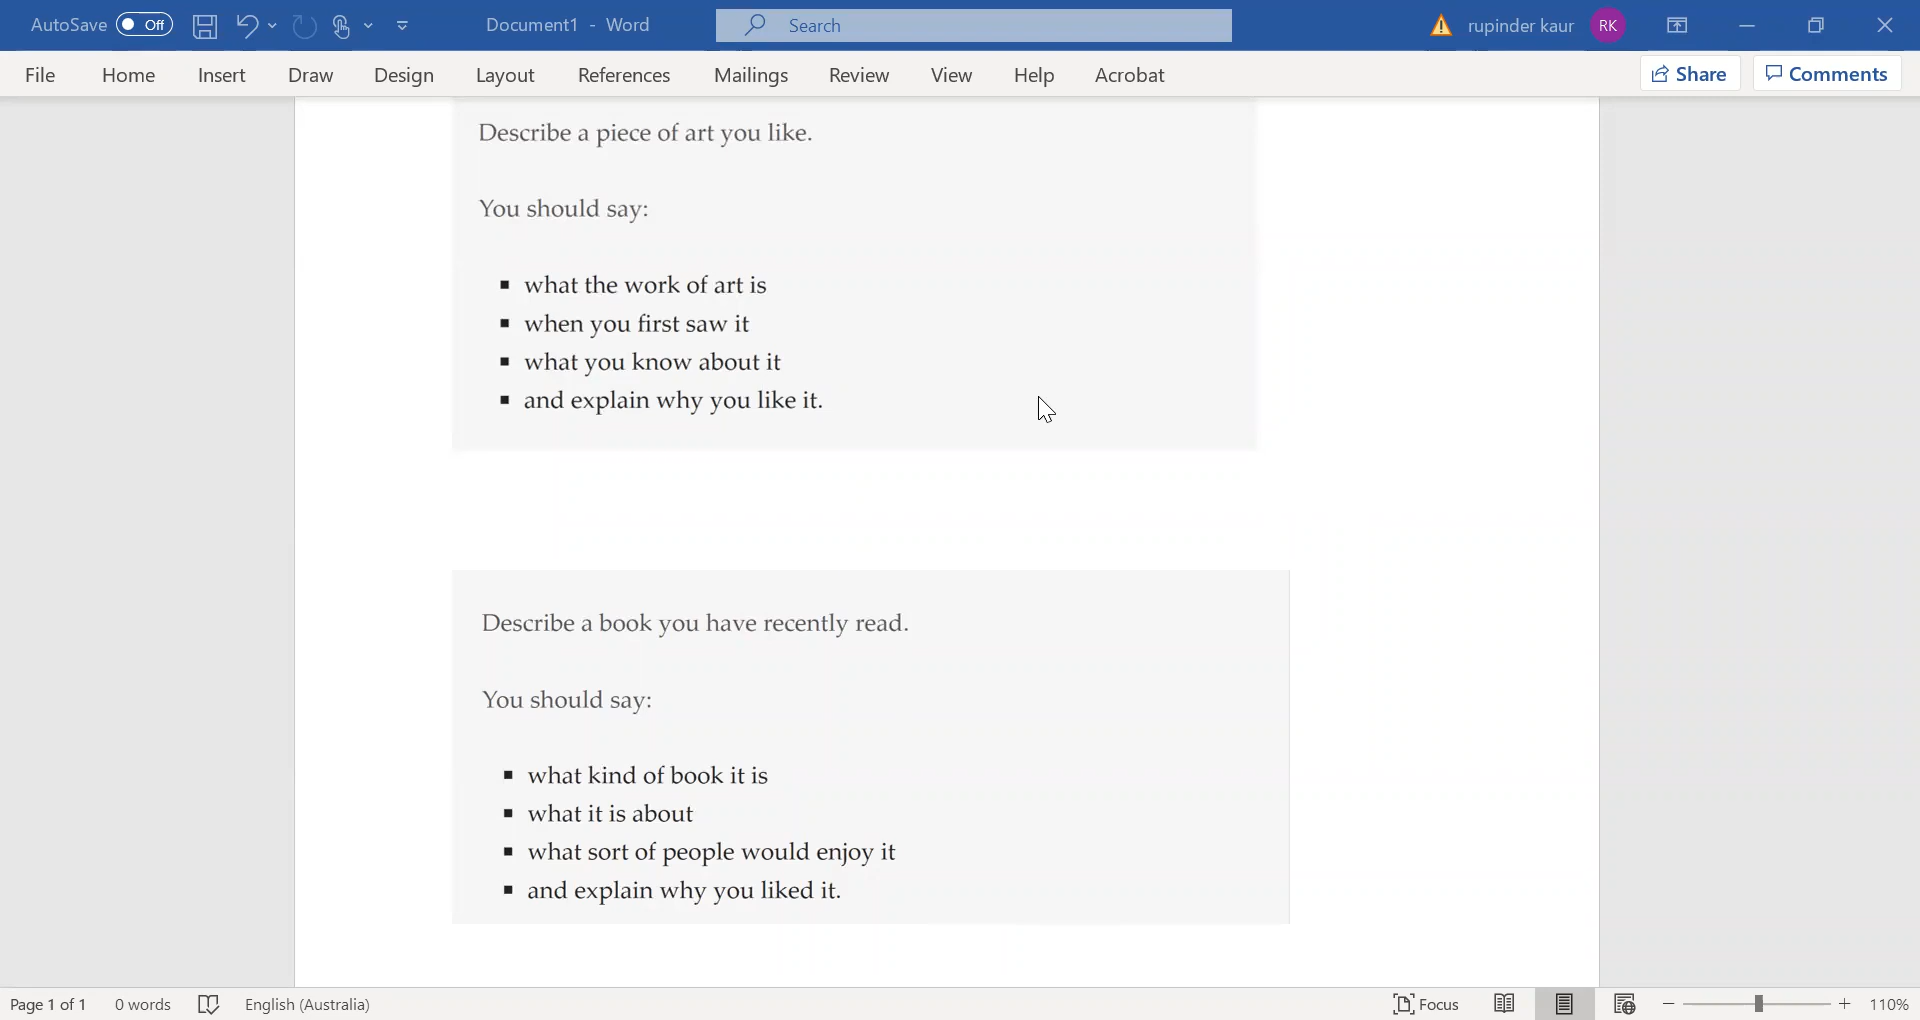 AutoSave Off Document1 - Word Search rupinder kaur RK
File Home Insert Draw Design Layout References Mailings Review View Help Acrobat Share Comments
Describe a piece of art you like.
You should say:
▪ what the work of art is
▪ when you first saw it
▪ what you know about it
▪ and explain why you like it.
Describe a book you have recently read.
You should say:
▪ what kind of book it is
▪ what it is about
▪ what sort of people would enjoy it
▪ and explain why you liked it.
Page 1 of 1 0 words English (Australia) Focus 110%